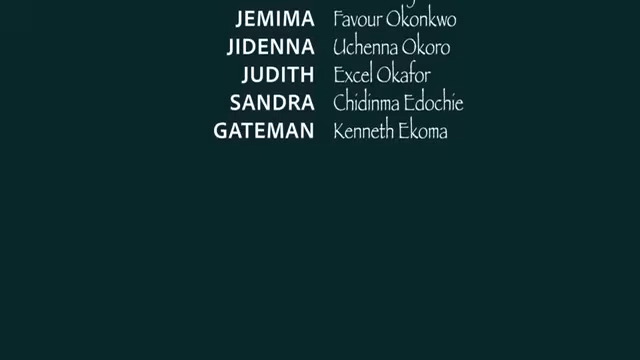 JEMIMA Favour Okonkwo
JIDENNA Uchenna Okoro
JUDITH Excel Okafor
SANDRA Chidinma Edochie
GATEMAN Kenneth Ekoma